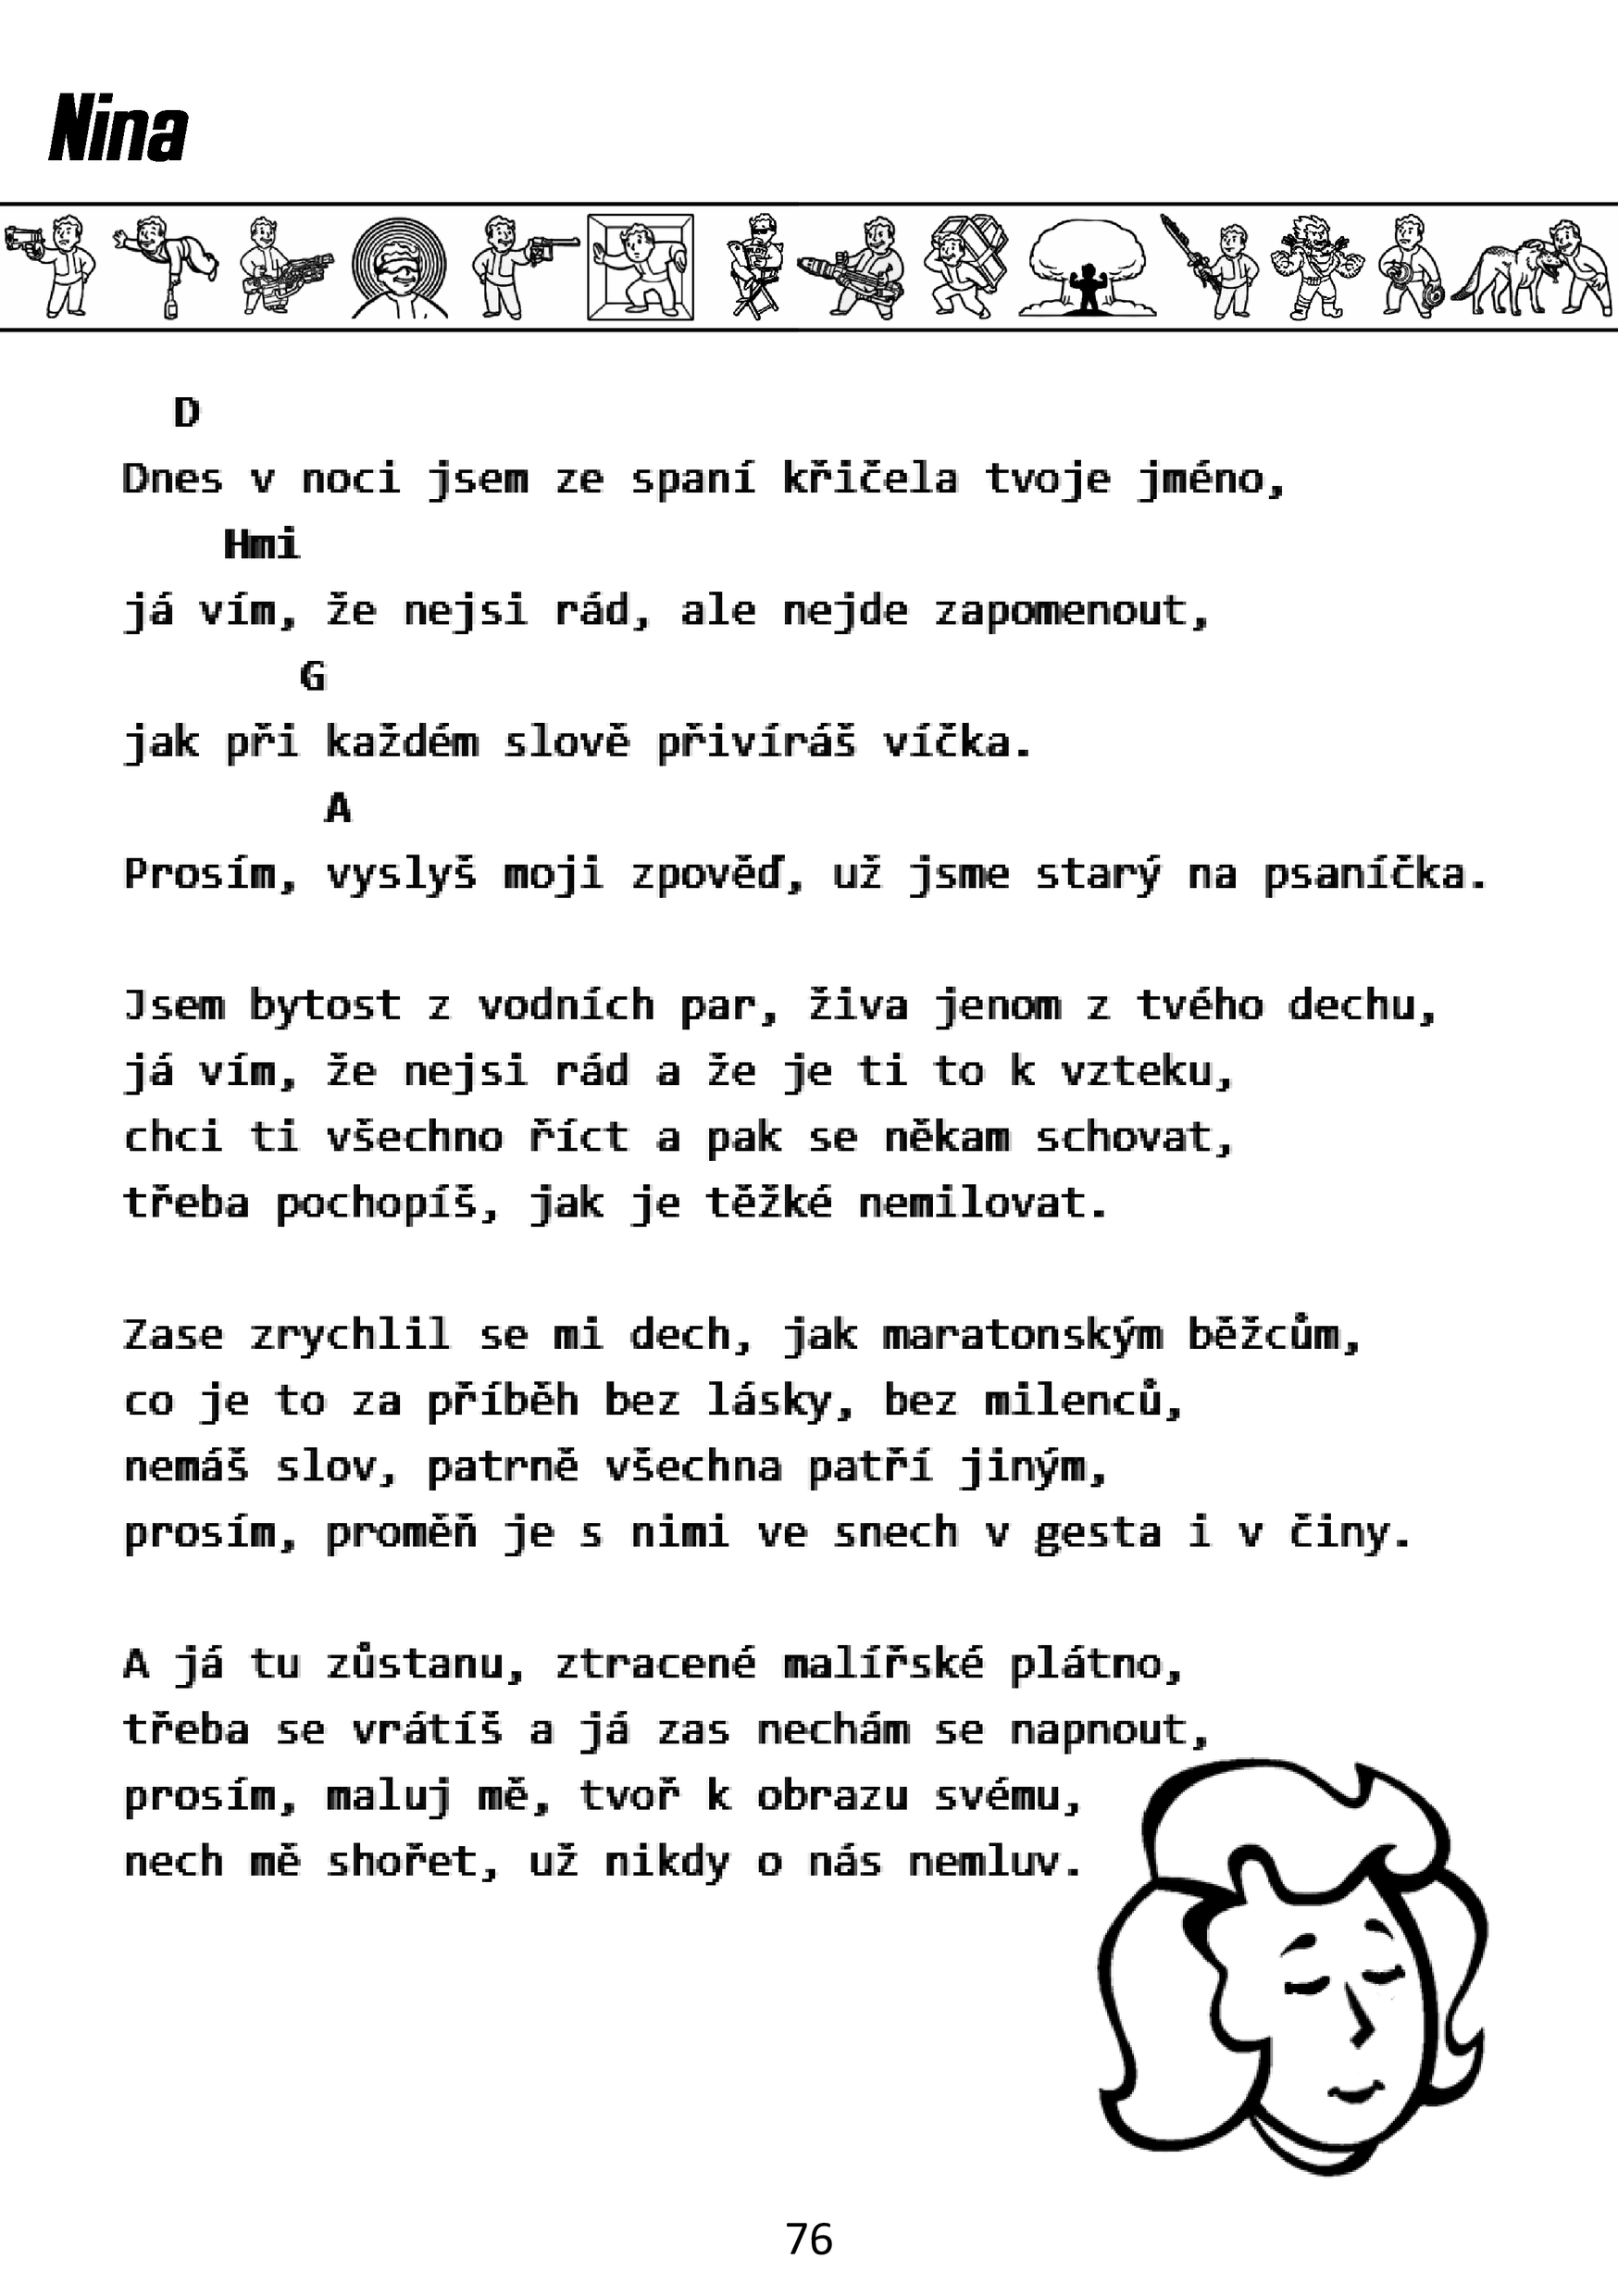 Nina
D
Dnes v noci jsem ze spaní křičela tvoje jméno,
Hmi
já vím, že nejsi rád, ale nejde zapomenout,
G
jak při každém slově přivíráš víčka.
A
Prosím, vyslyš moji zpověď, už jsme starý na psaníčka.
Jsem bytost z vodních par, živa jenom z tvého dechu,
já vím, že nejsi rád a že je ti to k vzteku,
chci ti všechno říct a pak se někam schovat,
třeba pochopíš, jak je těžké nemilovat.
Zase zrychlil se mi dech, jak maratonským běžcům,
co je to za příběh bez lásky, bez milenců,
nemáš slov, patrně všechna patří jiným,
prosím, proměň je s nimi ve snech v gesta i v činy.
A já tu zůstanu, ztracené malířské plátno,
třeba se vrátíš a já zas nechám se napnout,
prosím, maluj mě, tvoř k obrazu svému,
nech mě shořet, už nikdy o nás nemluv.
76